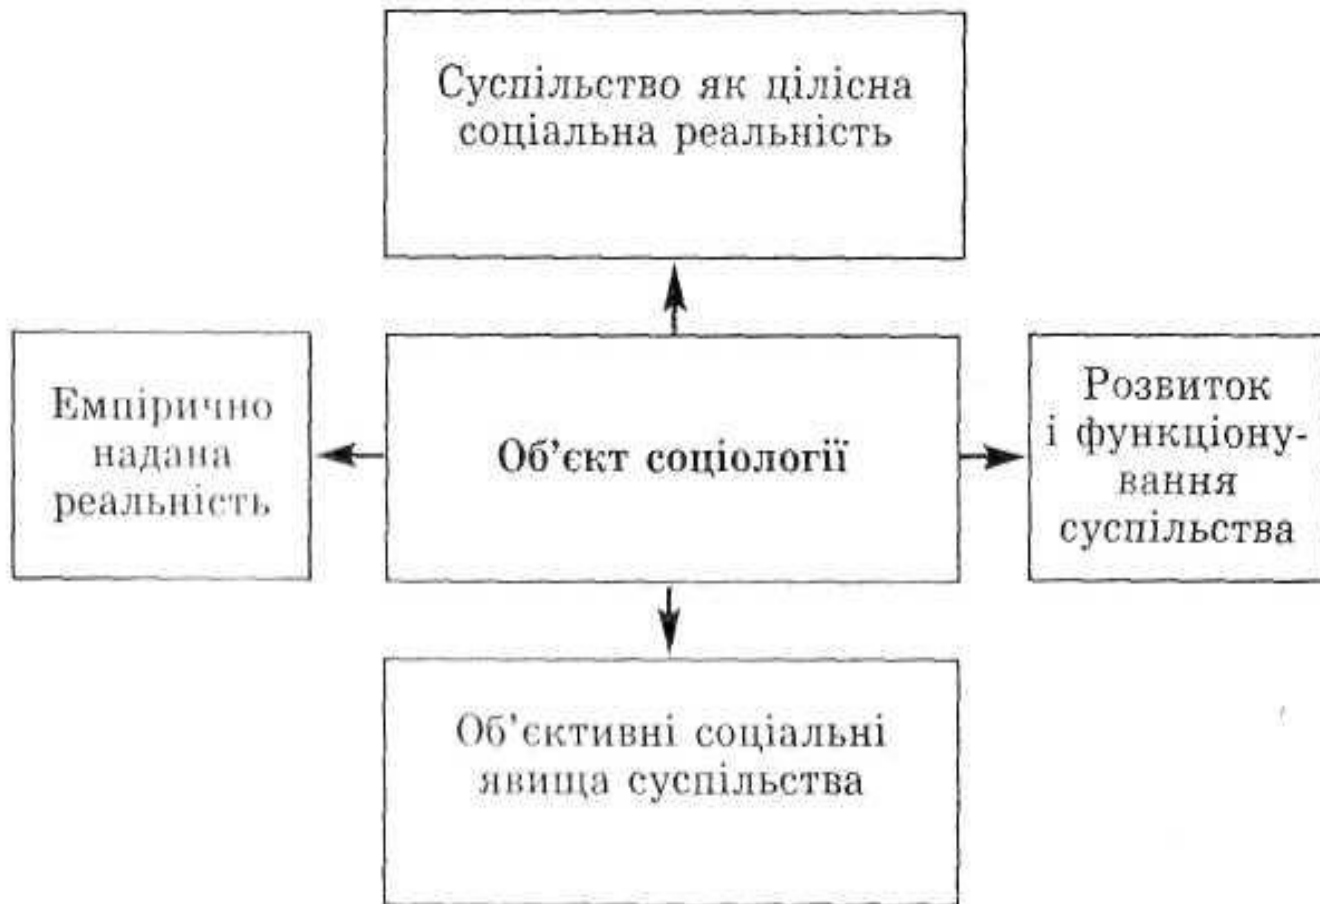 Суспільство як цілісна
соціальна реальність
Емпірично
надана
реальність
Об’єкт соціології
Розвиток
і функціону-
вання
суспільства
Об’єктивні соціальні
явища суспільства